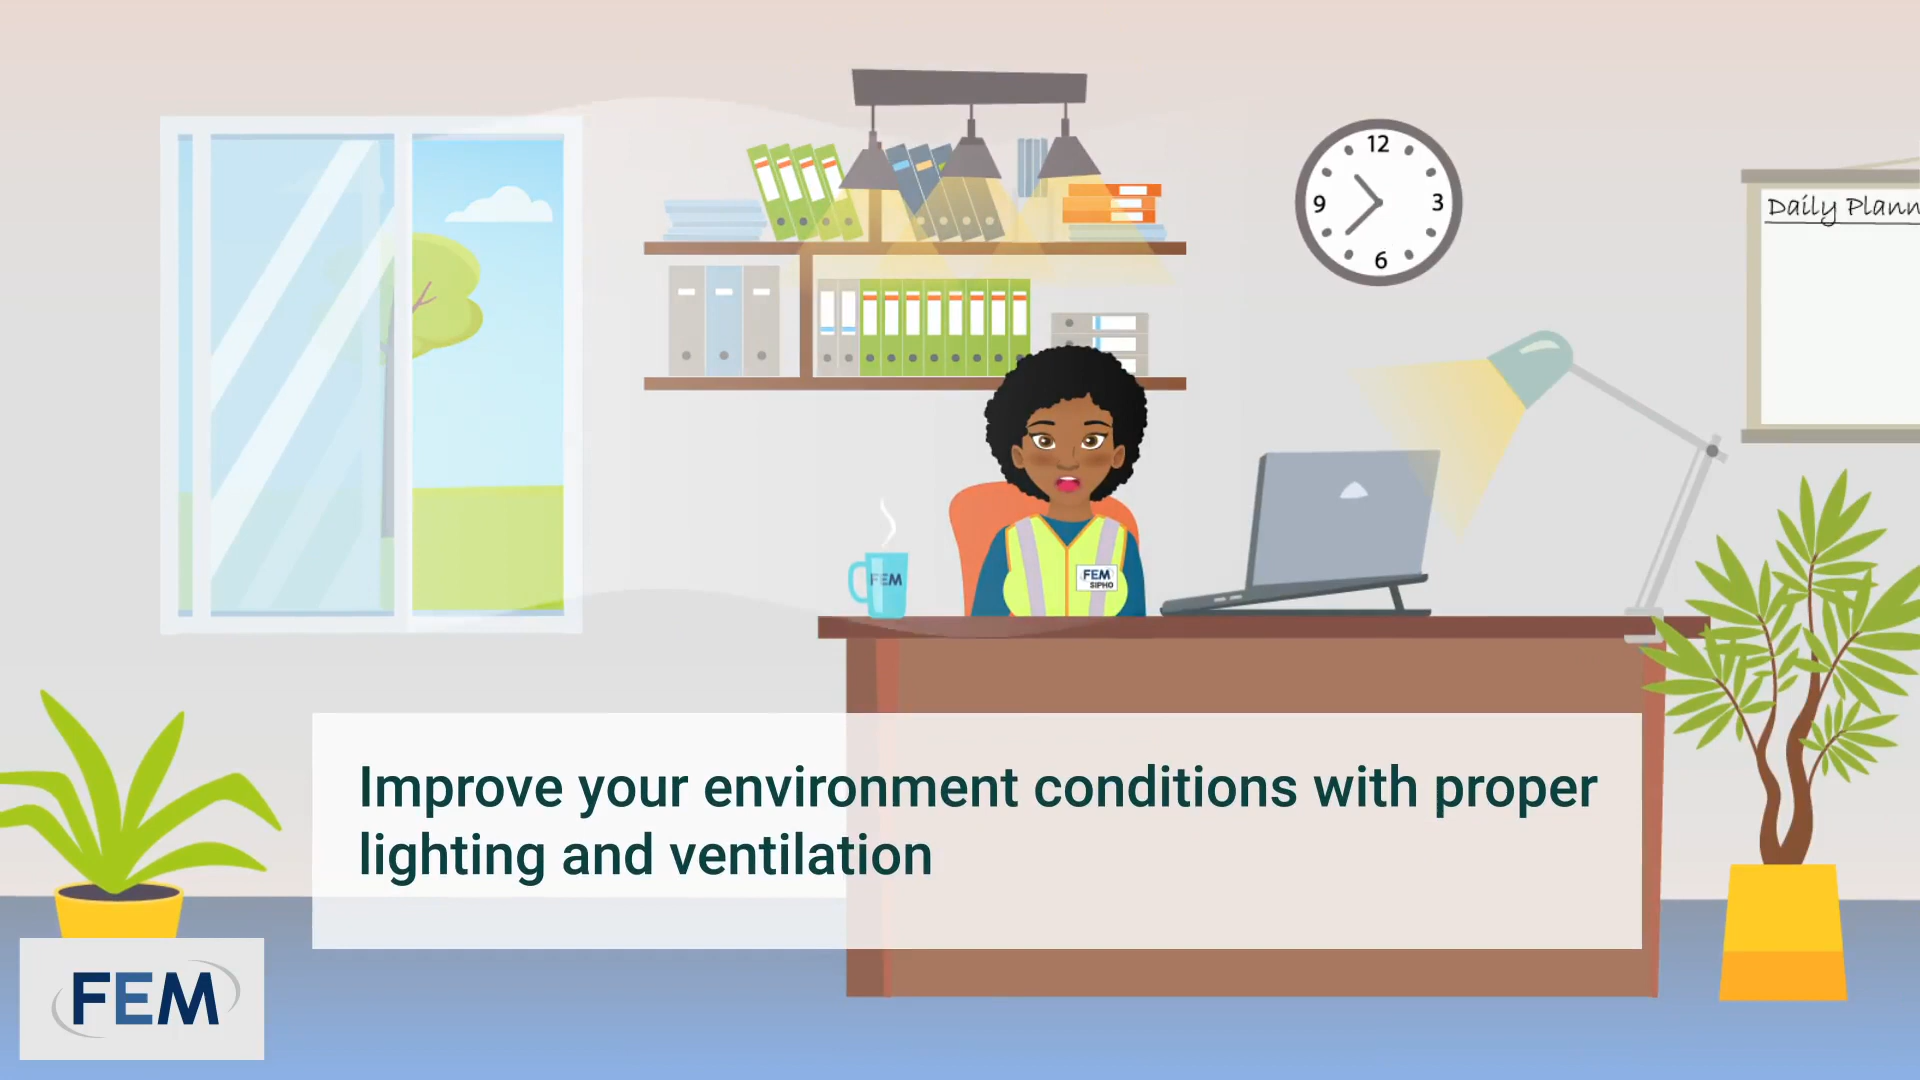 12
9
3
6
Daily Plann
FEM
FEM
SIPHO
Improve your environment conditions with proper
lighting and ventilation
FEM